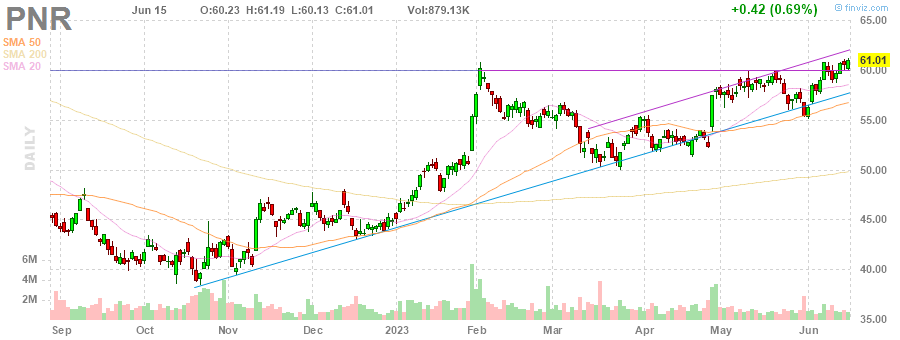 PNR Jun 15 O:60.23 H:61.19 L:60.13 C:61.01 Vol:879.13K +0.42 (0.69%) finviz.com
SMA 50
SMA 200
SMA 20
DAILY
65.00
61.01
60.00
55.00
50.00
45.00
40.00
35.00
6M
4M
2M
Sep Oct Nov Dec 2023 Feb Mar Apr May Jun